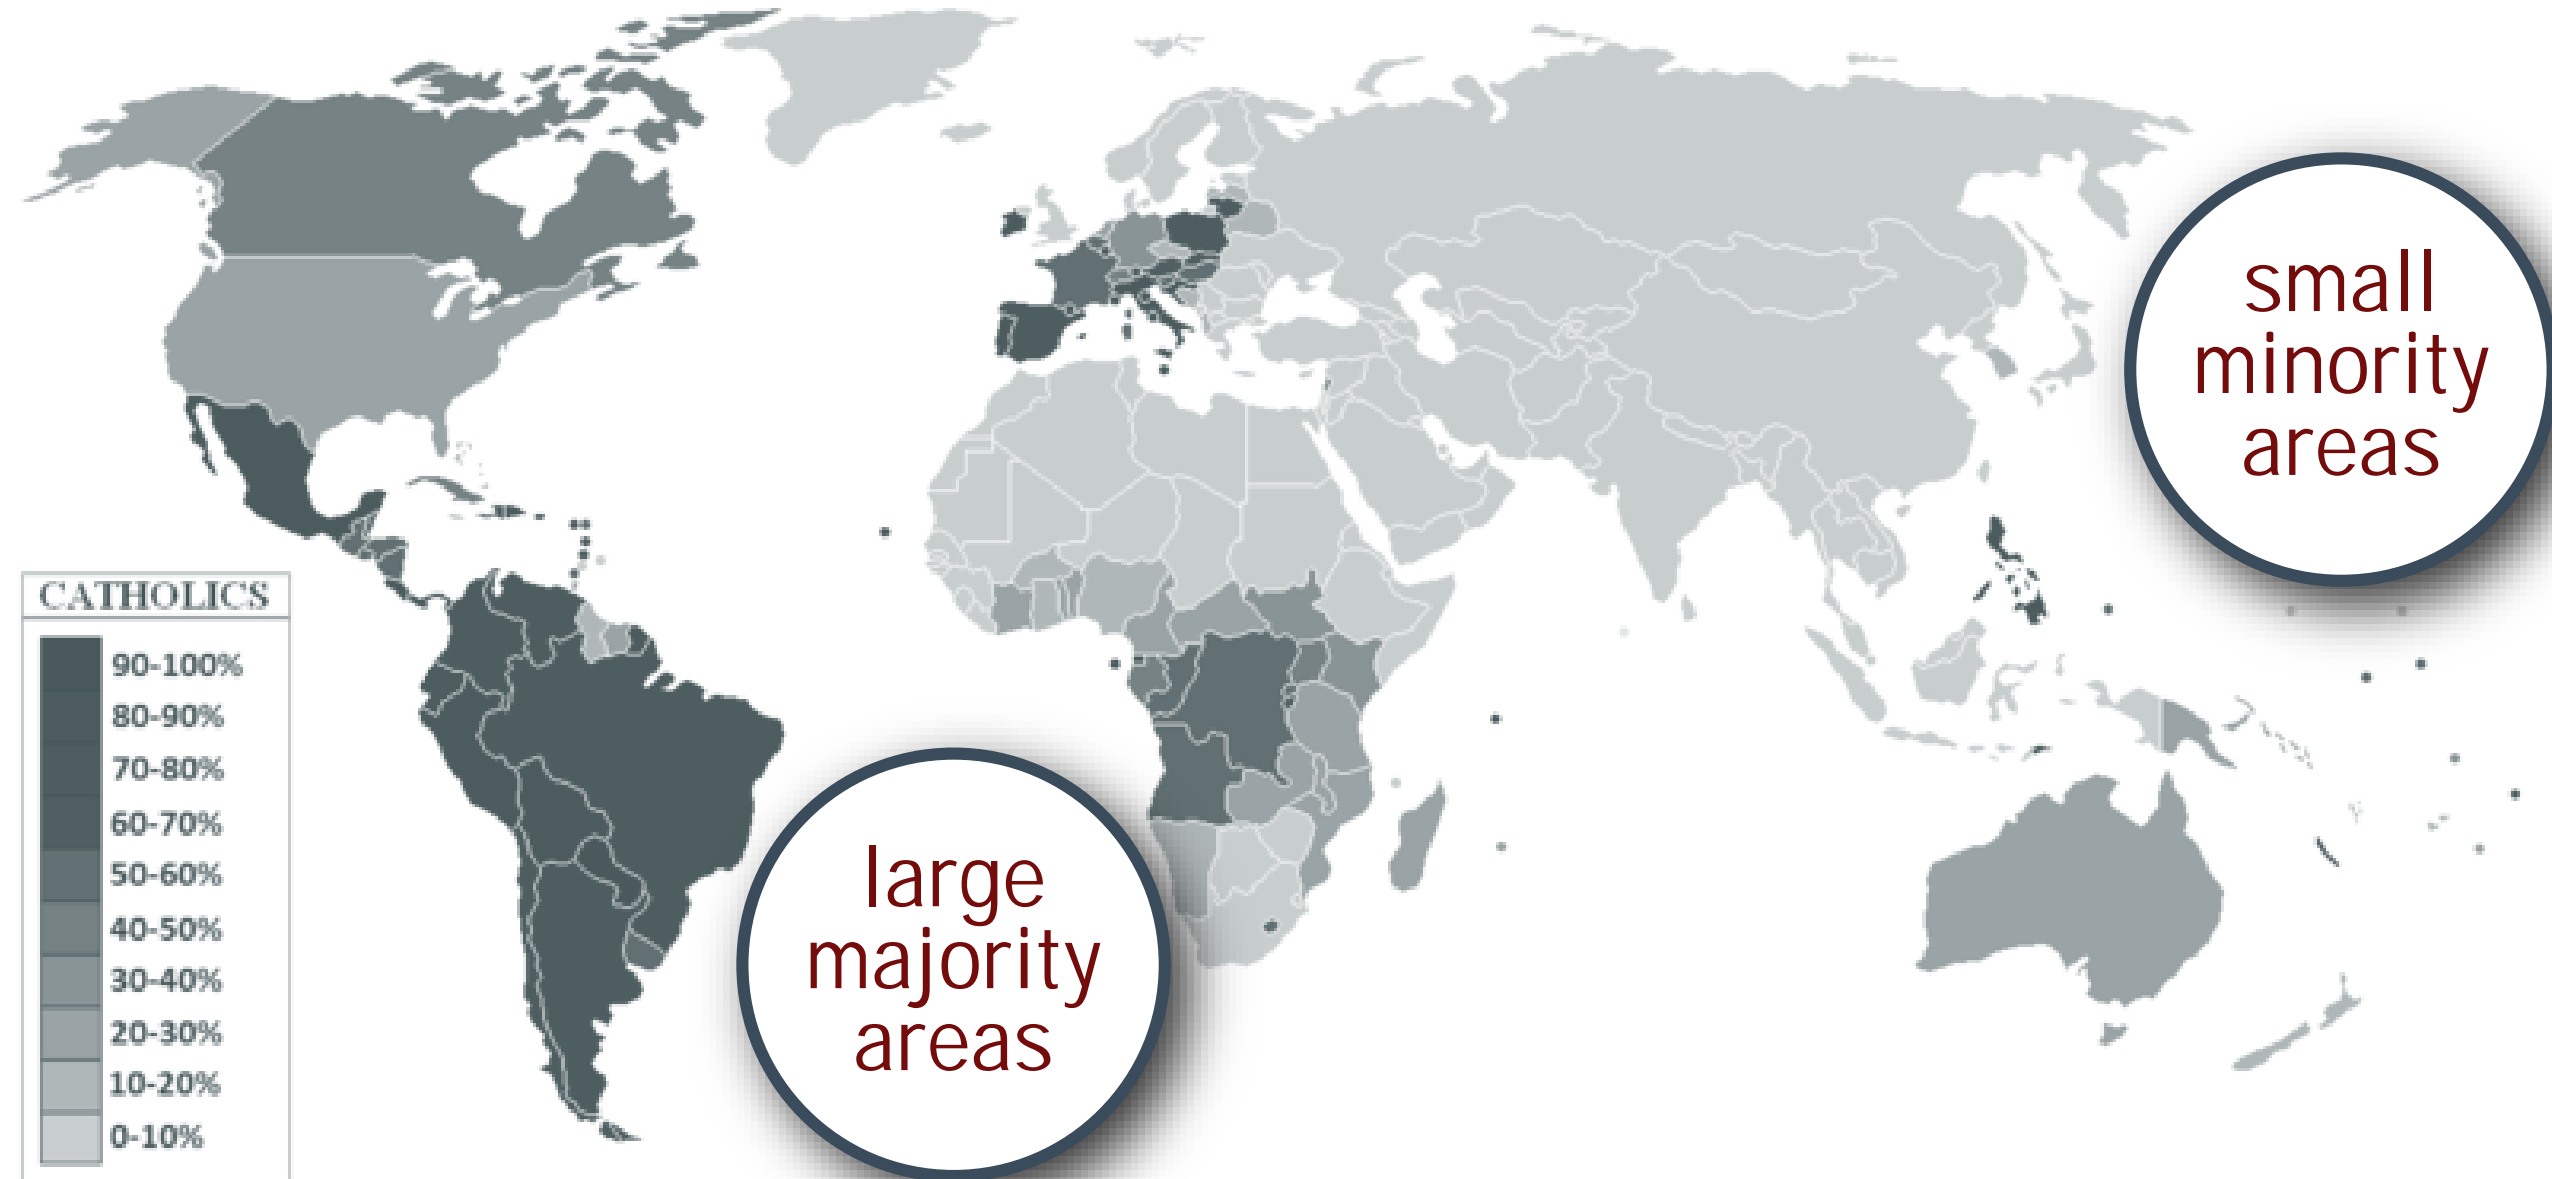 small
minority
areas
CATHOLICS
90-100%
80-90%
70-80%
60-70%
50-60%
40-50%
30-40%
20-30%
10-20%
0-10%
large
majority
areas